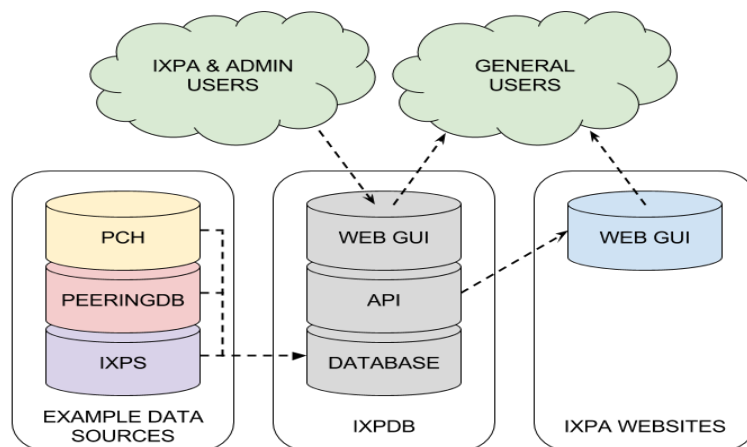 IXPA & ADMIN
USERS
GENERAL
USERS
PCH
PEERINGDB
IXPS
EXAMPLE DATA
SOURCES
WEB GUI
API
DATABASE
IXPDB
WEB GUI
IXPA WEBSITES